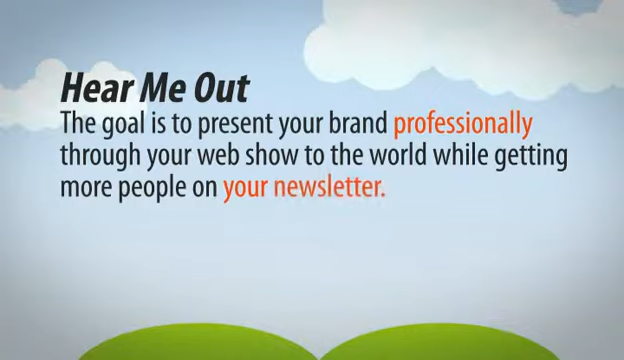 Hear Me Out
The goal is to present your brand professionally
through your web show to the world while getting
more people on your newsletter.